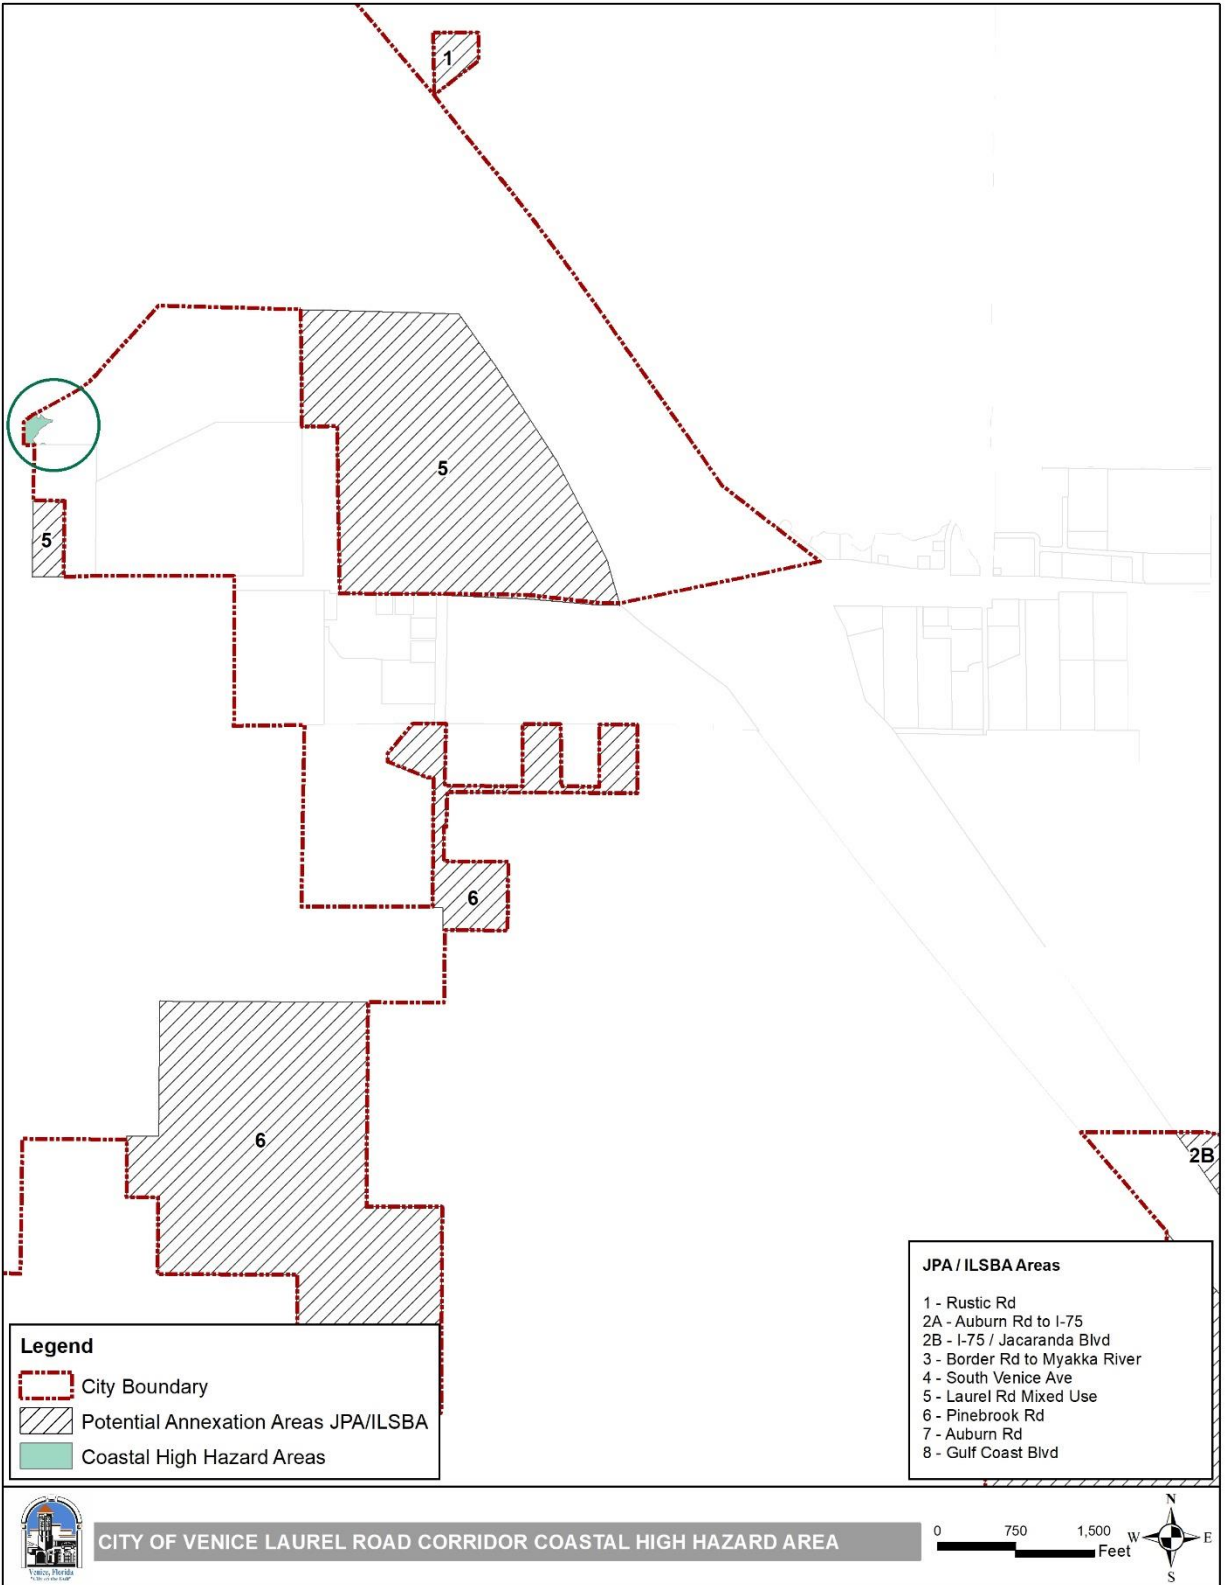 1
5
5
6
6
2B
JPA / ILSBA Areas
1 - Rustic Rd
2A - Auburn Rd to I-75
2B - I-75 / Jacaranda Blvd
3 - Border Rd to Myakka River
4 - South Venice Ave
5 - Laurel Rd Mixed Use
6 - Pinebrook Rd
7 - Auburn Rd
8 - Gulf Coast Blvd
Legend
City Boundary
Potential Annexation Areas JPA/ILSBA
Coastal High Hazard Areas
Venice, Florida
CITY OF VENICE LAUREL ROAD CORRIDOR COASTAL HIGH HAZARD AREA
0 750 1,500
Feet
N
W E
S